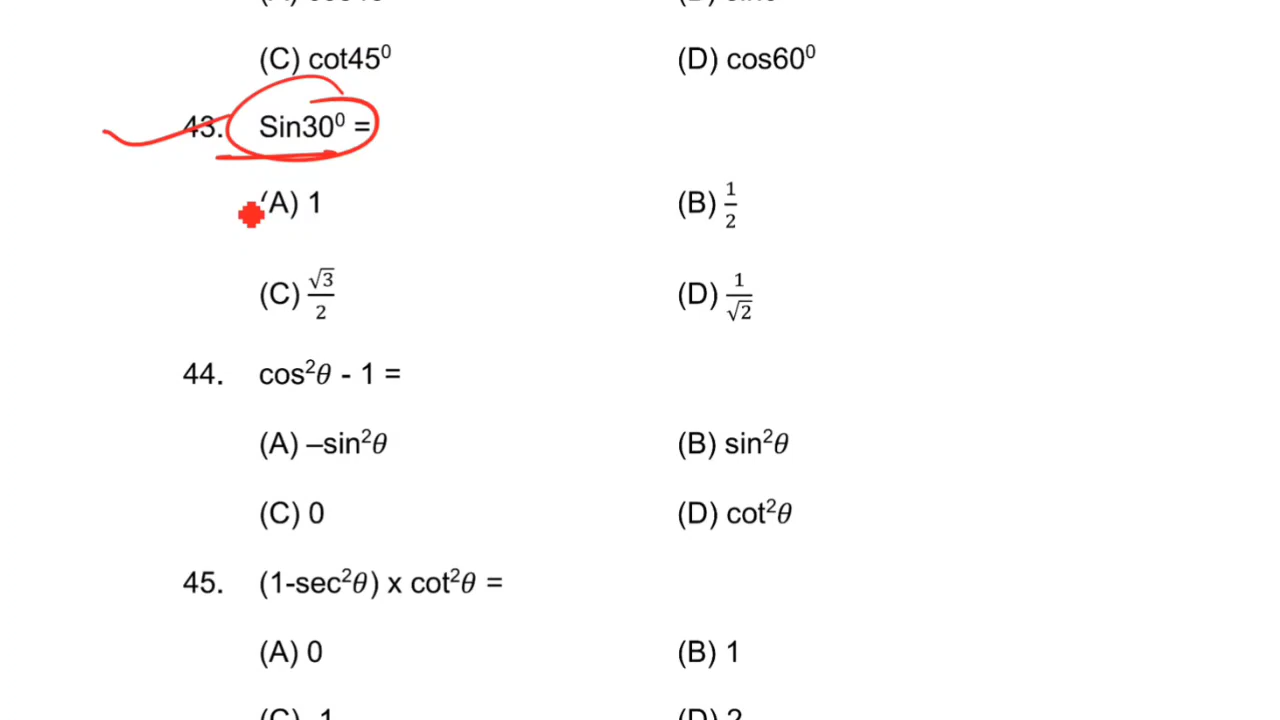 (C) cot45⁰ (D) cos60⁰
43. Sin30⁰ =
(A) 1 (B) 1/2
(C) √3/2 (D) 1/√2
44. cos²θ - 1 =
(A) –sin²θ (B) sin²θ
(C) 0 (D) cot²θ
45. (1-sec²θ) x cot²θ =
(A) 0 (B) 1